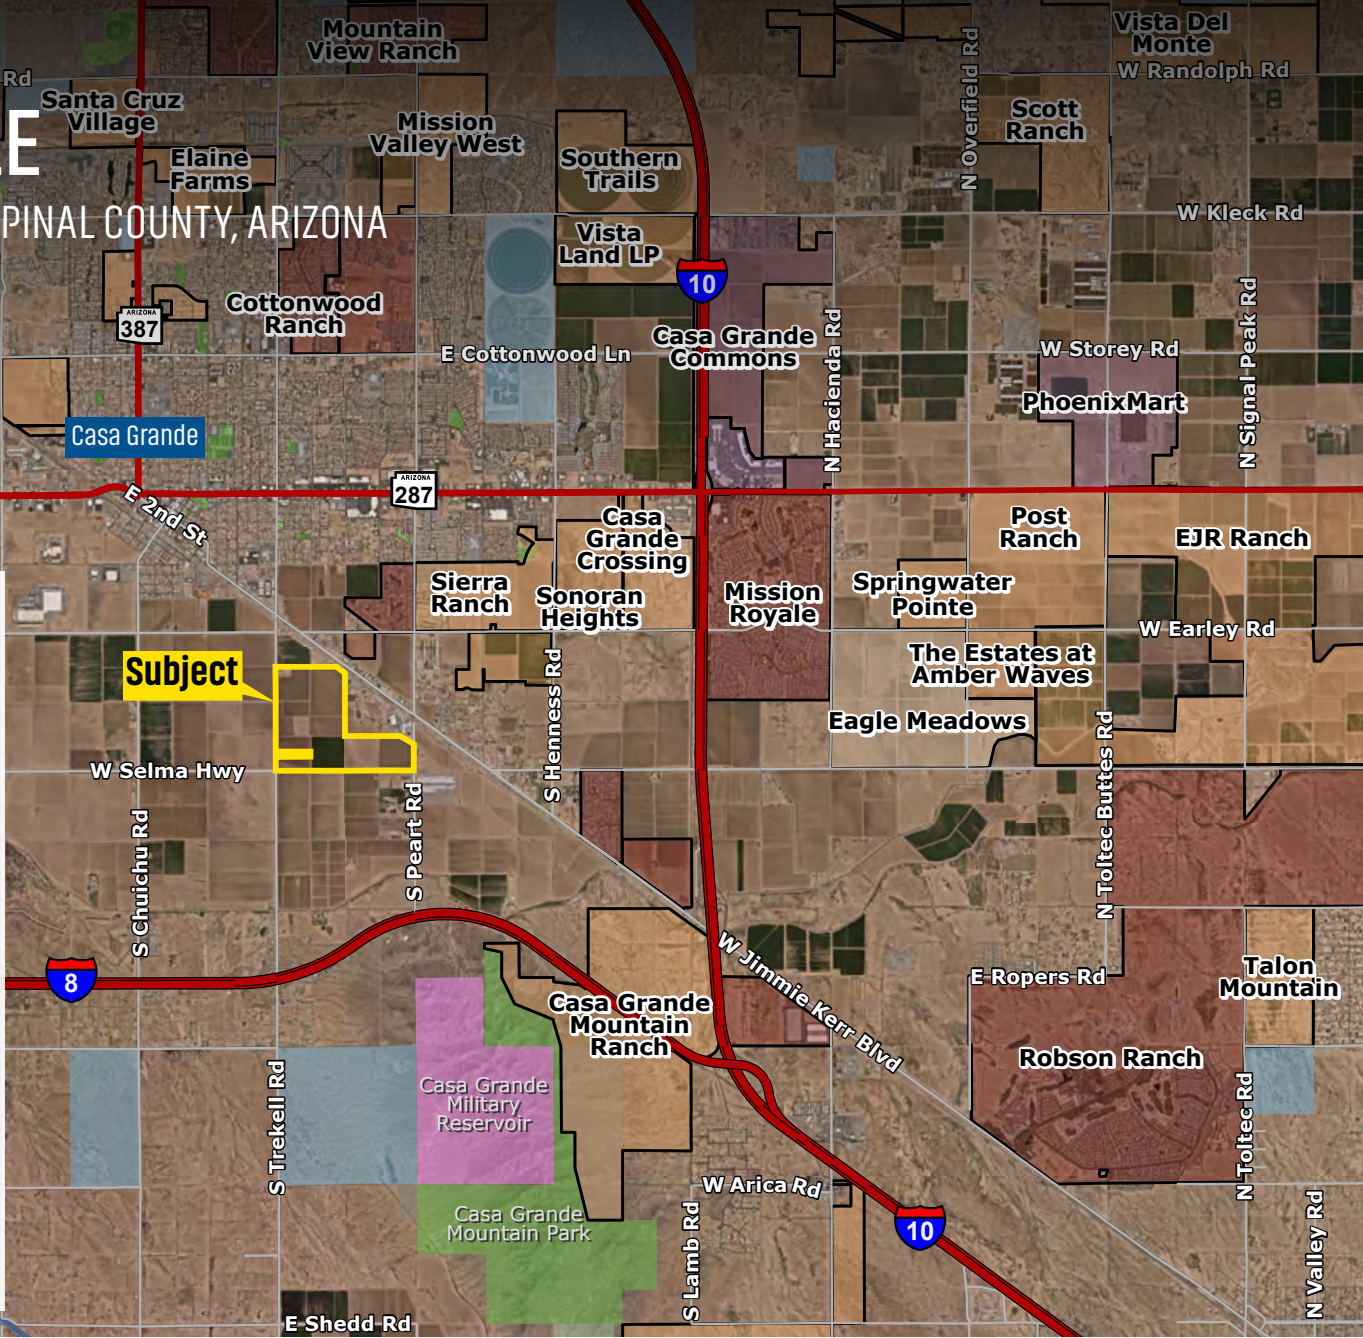 Mountain
View Ranch
Vista Del
Monte
Rd
W Randolph Rd
N Overfield Rd
Santa Cruz
Village
LE
Mission
Valley West
Scott
Ranch
Elaine
Farms
Southern
Trails
PINAL COUNTY, ARIZONA
W Kleck Rd
Vista
Land LP
10
Cottonwood
Ranch
ARIZONA
387
N Hacienda Rd
N Signal Peak Rd
E Cottonwood Ln
Casa Grande
Commons
W Storey Rd
PhoenixMart
Casa Grande
ARIZONA
287
E 2nd St
Casa
Grande
Crossing
Post
Ranch
EJR Ranch
Sierra
Ranch
Sonoran
Heights
Mission
Royale
Springwater
Pointe
W Earley Rd
The Estates at
Amber Waves
Subject
S Henness Rd
Eagle Meadows
N Toltec Buttes Rd
W Selma Hwy
S Peart Rd
S Chuichu Rd
8
W Jimmie Kerr Blvd
E Ropers Rd
Talon
Mountain
Casa Grande
Mountain
Ranch
Robson Ranch
Casa Grande
Military
Reservoir
S Trekell Rd
N Toltec Rd
W Arica Rd
Casa Grande
Mountain Park
S Lamb Rd
10
N Valley Rd
E Shedd Rd